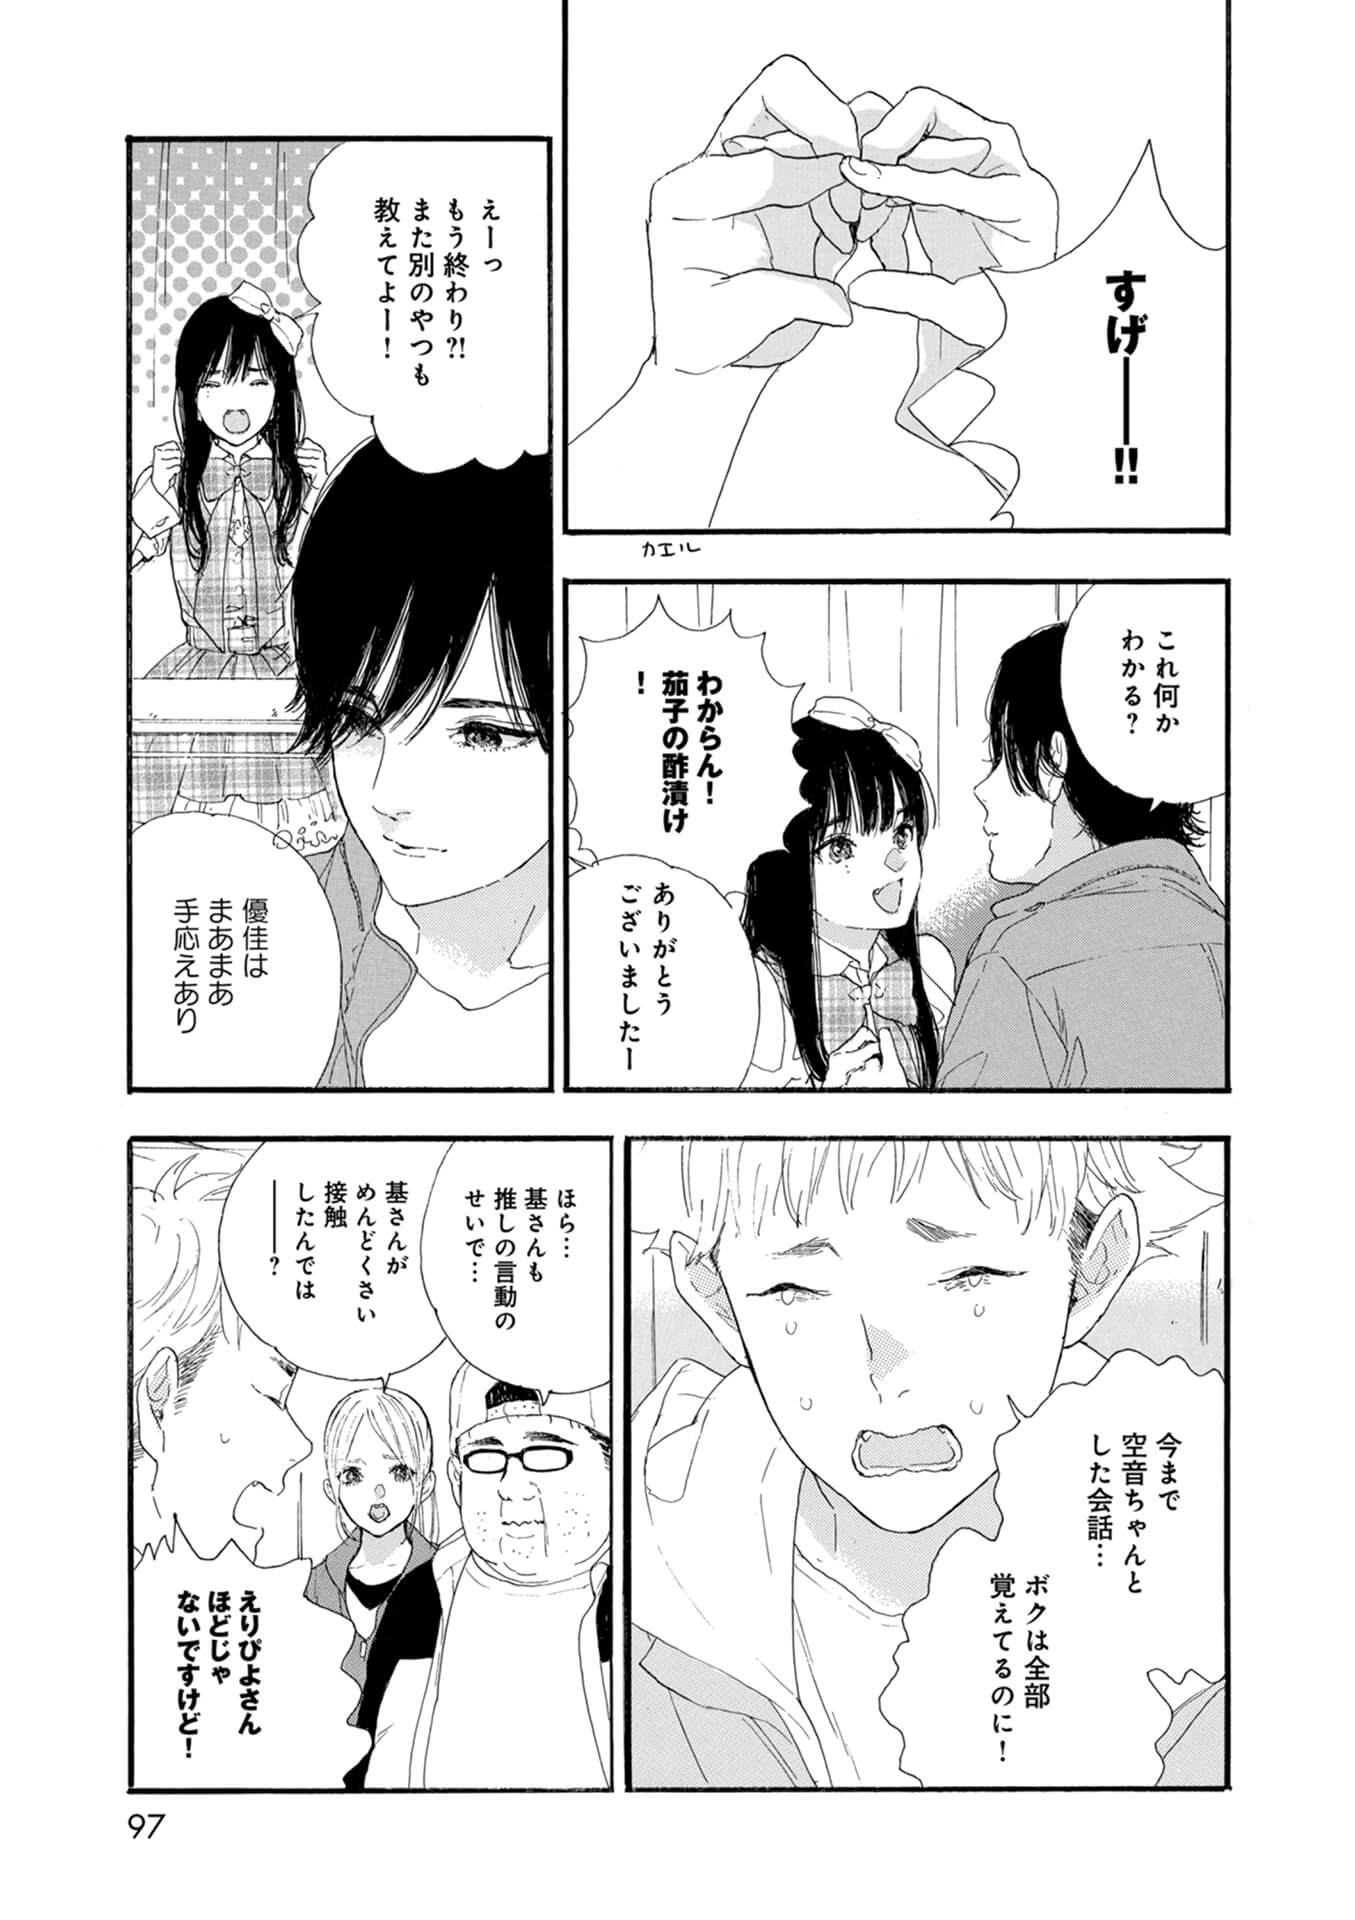 すげーーー!!
カエル
これ何か
わかる?
わからん!
茄子の酢漬け
!
ありがとう
ございましたー
えーっ
もう終わり?!
また別のやつも
教えてよー!
優佳は
まあまあ
手応えあり
今まで
空音ちゃんと
した会話…
ボクは全部
覚えてるのに!
ほら…
基さんも
推しの言動の
せいで…
基さんが
めんどくさい
接触
したんでは
――?
えりぴよさん
ほどじゃ
ないですけど!
97